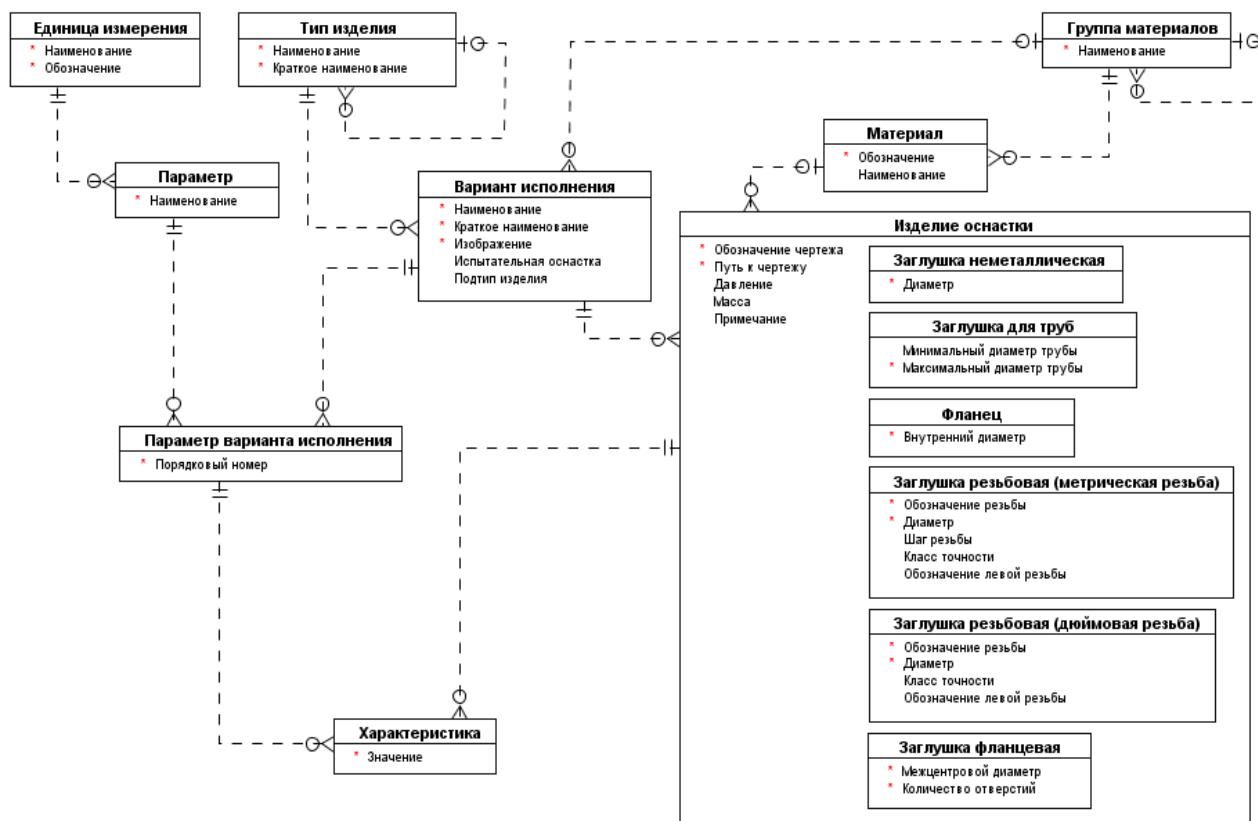 Единица измерения
* Наименование
* Обозначение
Тип изделия
* Наименование
* Краткое наименование
Группа материалов
* Наименование
Материал
* Обозначение
Наименование
Параметр
* Наименование
Вариант исполнения
* Наименование
* Краткое наименование
* Изображение
Испытательная оснастка
Подтип изделия
Изделие оснастки
* Обозначение чертежа
* Путь к чертежу
Давление
Масса
Примечание
Заглушка неметаллическая
* Диаметр
Заглушка для труб
Минимальный диаметр трубы
* Максимальный диаметр трубы
Фланец
* Внутренний диаметр
Заглушка резьбовая (метрическая резьба)
* Обозначение резьбы
* Диаметр
Шаг резьбы
Класс точности
Обозначение левой резьбы
Заглушка резьбовая (дюймовая резьба)
* Обозначение резьбы
* Диаметр
Класс точности
Обозначение левой резьбы
Заглушка фланцевая
* Межцентровой диаметр
* Количество отверстий
Параметр варианта исполнения
* Порядковый номер
Характеристика
* Значение